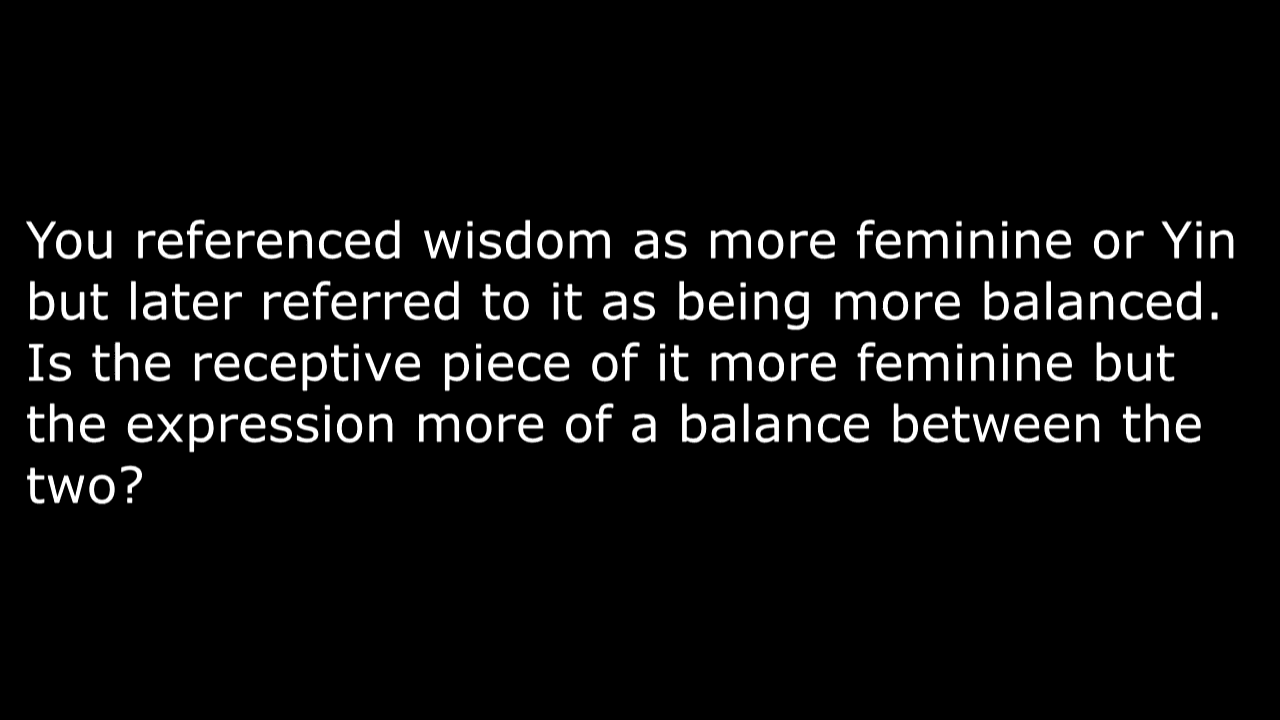 You referenced wisdom as more feminine or Yin
but later referred to it as being more balanced.
Is the receptive piece of it more feminine but
the expression more of a balance between the
two?